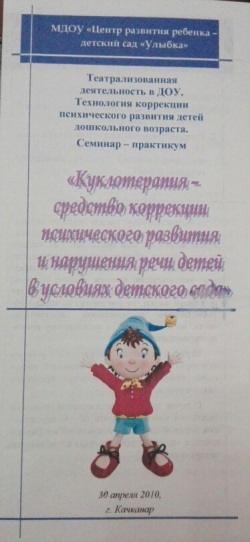 МДОУ «Центр развития ребенка –
детский сад «Улыбка»
Театрализованная
деятельность в ДОУ.
Технология коррекции
психического развития детей
дошкольного возраста.
Семинар – практикум
«Куклотерапия –
средство коррекции
психического развития
и нарушения речи детей
в условиях детского сада»
30 апреля 2010,
г. Качканар